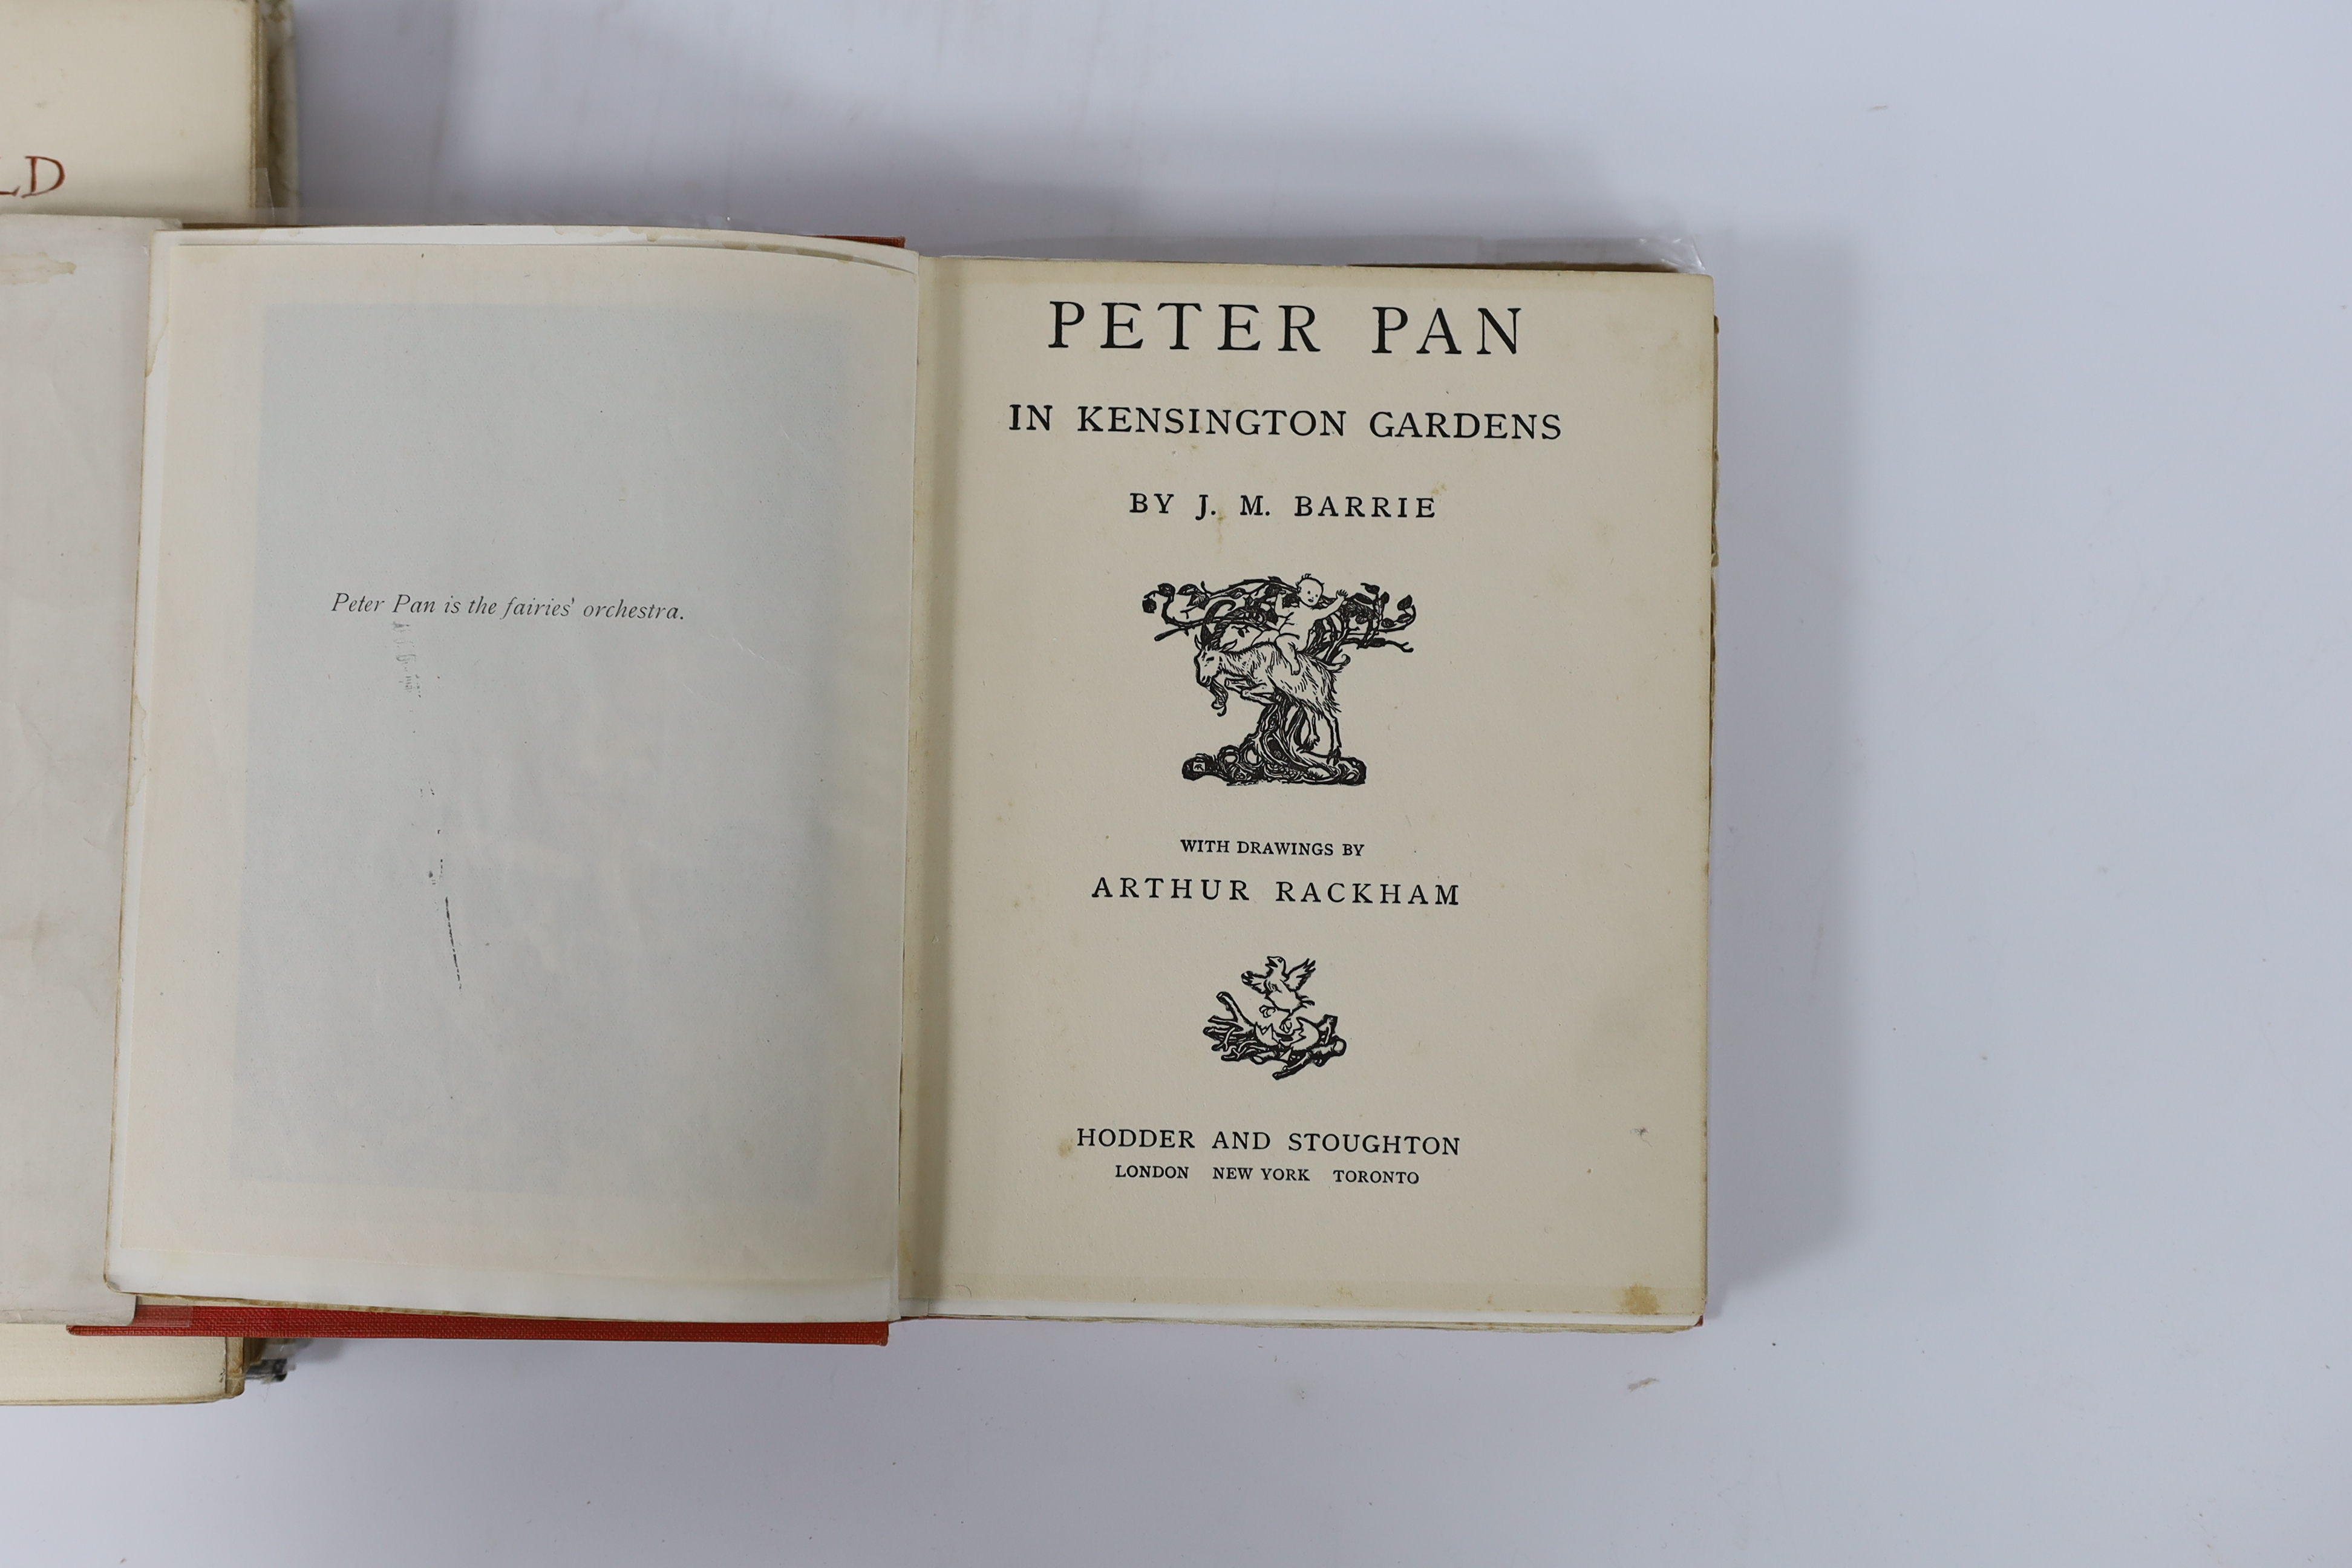 LD
Peter Pan is the fairies' orchestra.
PETER PAN
IN KENSINGTON GARDENS
BY J. M. BARRIE
WITH DRAWINGS BY
ARTHUR RACKHAM
HODDER AND STOUGHTON
LONDON NEW YORK TORONTO